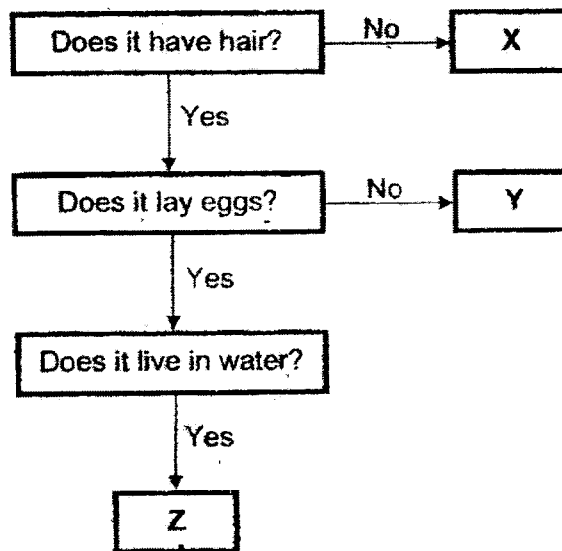 Does it have hair?
No
X
Yes
Does it lay eggs?
No
Y
Yes
Does it live in water?
Yes
Z